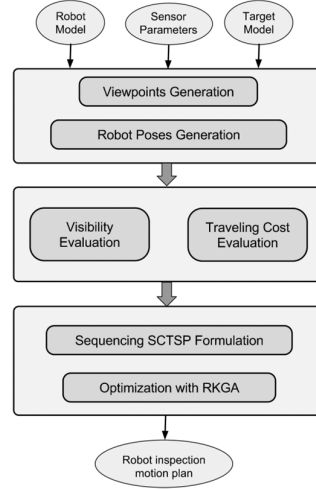 Robot
Model
Sensor
Parameters
Target
Model
Viewpoints Generation
Robot Poses Generation
Visibility
Evaluation
Traveling Cost
Evaluation
Sequencing SCTSP Formulation
Optimization with RKGA
Robot inspection
motion plan